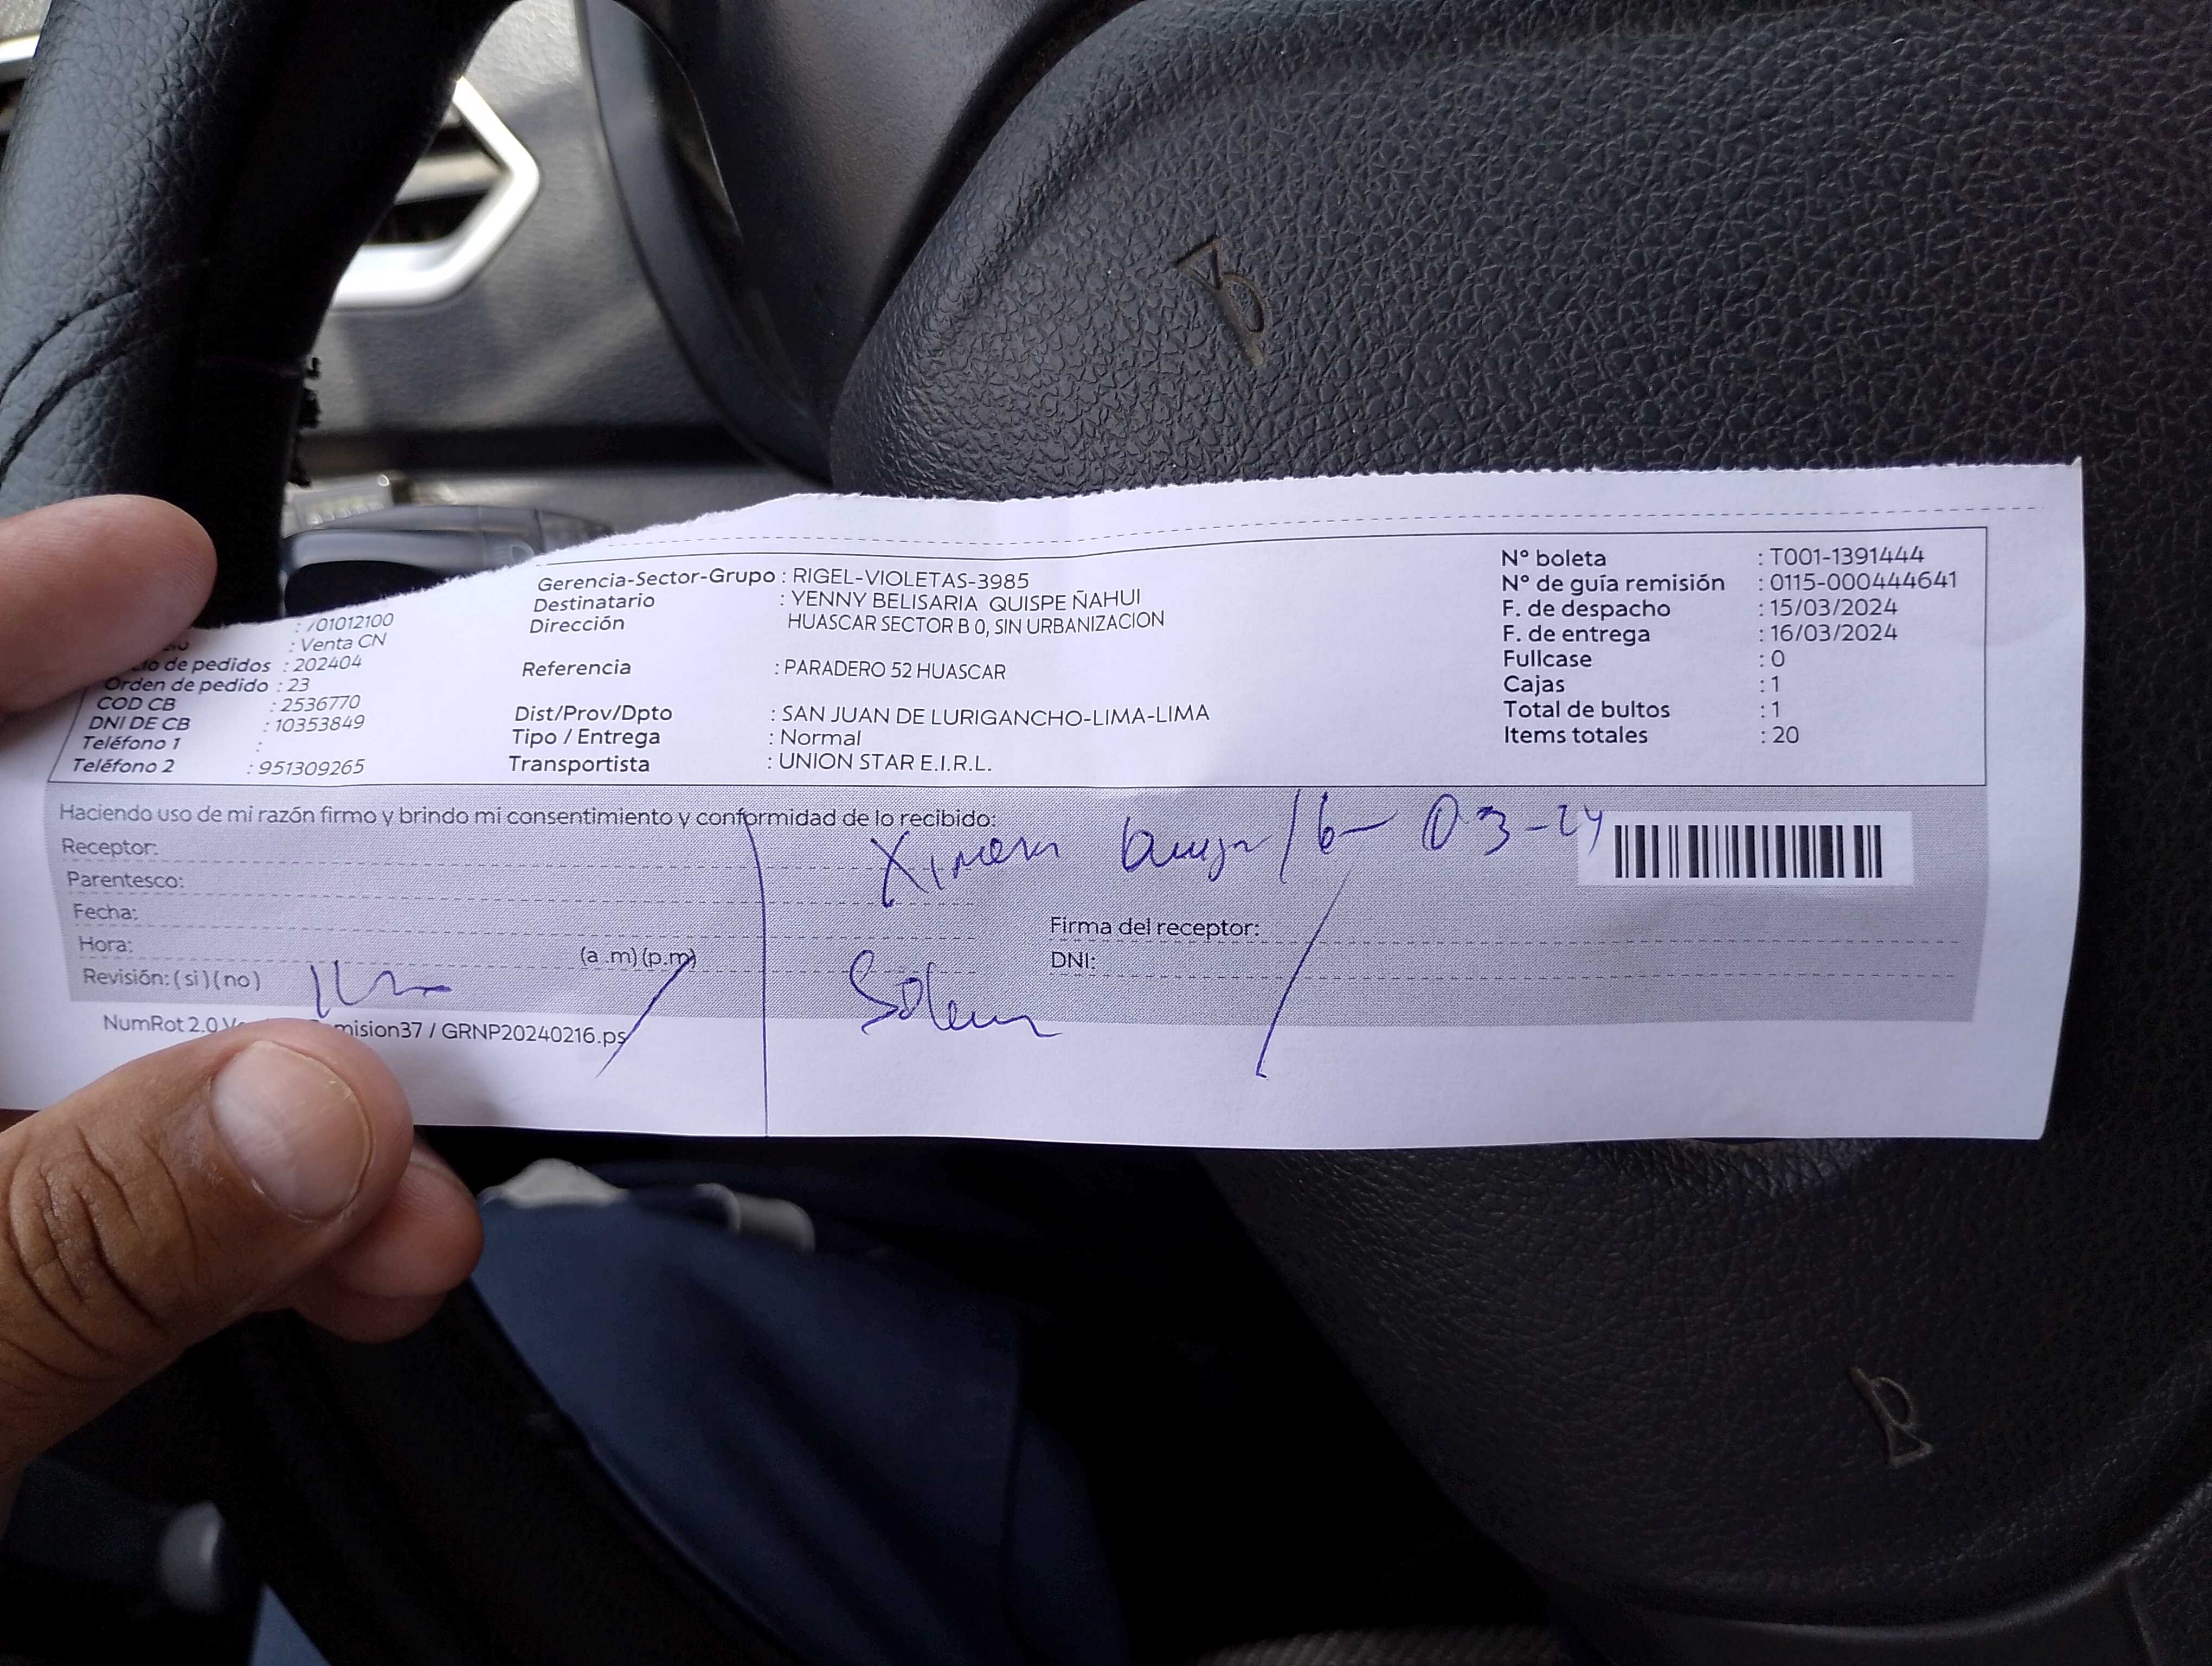 : 701012100
: Venta CN
de pedidos : 202404
Orden de pedido : 23
COD CB : 2536770
DNI DE CB : 10353849
Teléfono 1 :
Teléfono 2 : 951309265
Gerencia-Sector-Grupo : RIGEL-VIOLETAS-3985
Destinatario : YENNY BELISARIA QUISPE ÑAHUI
Dirección HUASCAR SECTOR B 0, SIN URBANIZACION
Referencia : PARADERO 52 HUASCAR
Dist/Prov/Dpto : SAN JUAN DE LURIGANCHO-LIMA-LIMA
Tipo / Entrega : Normal
Transportista : UNION STAR E.I.R.L.
N° boleta : T001-1391444
N° de guía remisión : 0115-000444641
F. de despacho : 15/03/2024
F. de entrega : 16/03/2024
Fullcase : 0
Cajas : 1
Total de bultos : 1
Items totales : 20
Haciendo uso de mi razón firmo y brindo mi consentimiento y conformidad de lo recibido:
Receptor:
Parentesco:
Fecha:
Hora: (a .m) (p.m)
Revisión: ( si ) ( no )
16- 03-24
Firma del receptor:
DNI:
NumRot 2.0 mision37 / GRNP20240216.ps